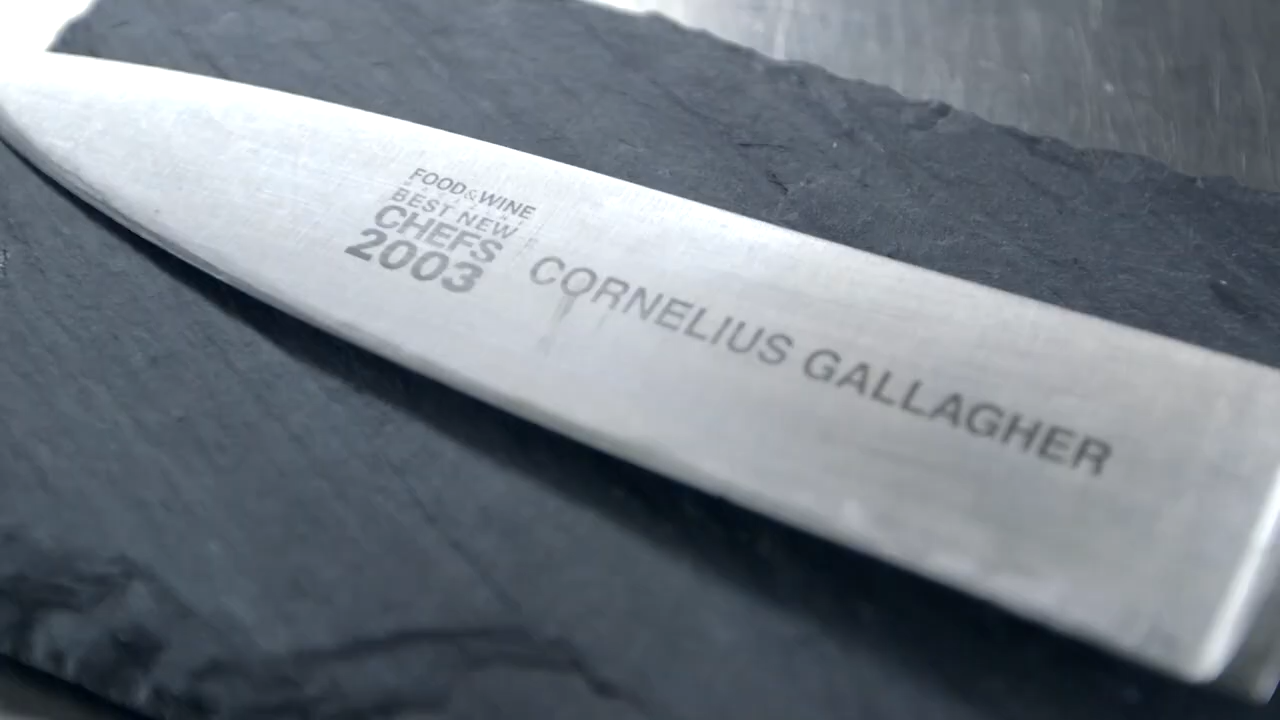 FOOD&WINE
BEST NEW
CHEFS
2003
CORNELIUS GALLAGHER